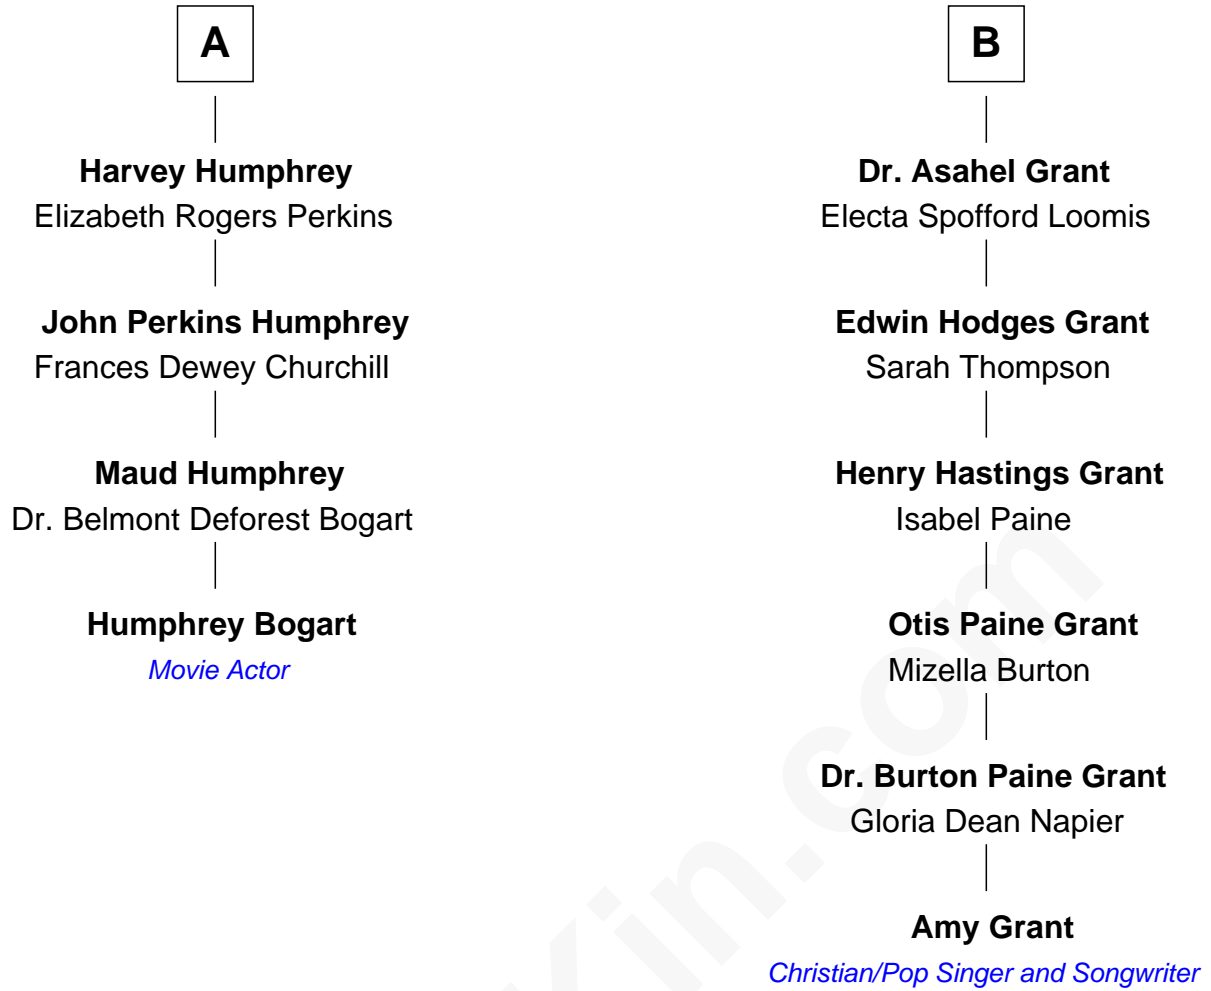 A
Harvey Humphrey
Elizabeth Rogers Perkins
John Perkins Humphrey
Frances Dewey Churchill
Maud Humphrey
Dr. Belmont Deforest Bogart
Humphrey Bogart
Movie Actor
B
Dr. Asahel Grant
Electa Spofford Loomis
Edwin Hodges Grant
Sarah Thompson
Henry Hastings Grant
Isabel Paine
Otis Paine Grant
Mizella Burton
Dr. Burton Paine Grant
Gloria Dean Napier
Amy Grant
Christian/Pop Singer and Songwriter